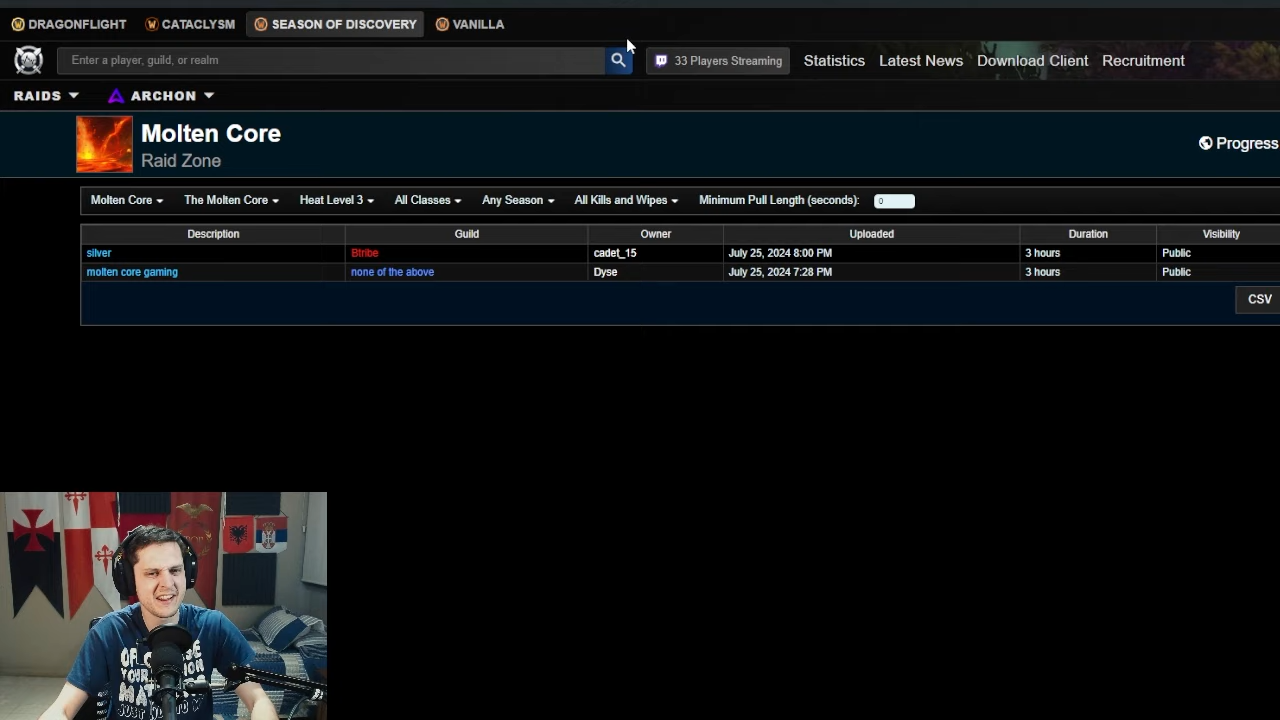 DRAGONFLIGHT CATACLYSM SEASON OF DISCOVERY VANILLA
Enter a player, guild, or realm 33 Players Streaming Statistics Latest News Download Client Recruitment
RAIDS ARCHON
Molten Core
Raid Zone
Progress
Molten Core The Molten Core Heat Level 3 All Classes Any Season All Kills and Wipes Minimum Pull Length (seconds): 0
Description Guild Owner Uploaded Duration Visibility
silver Btribe cadet_15 July 25, 2024 8:00 PM 3 hours Public
molten core gaming none of the above Dyse July 25, 2024 7:28 PM 3 hours Public
CSV
YOUR